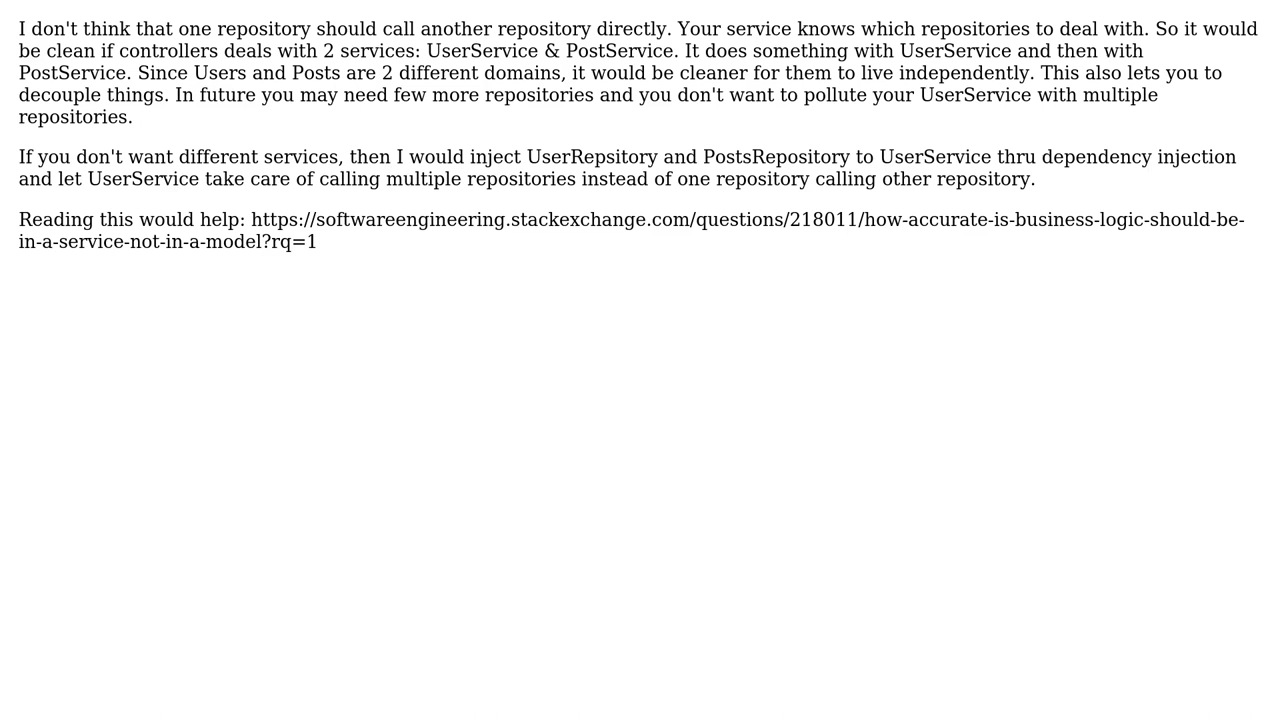 I don't think that one repository should call another repository directly. Your service knows which repositories to deal with. So it would
be clean if controllers deals with 2 services: UserService & PostService. It does something with UserService and then with
PostService. Since Users and Posts are 2 different domains, it would be cleaner for them to live independently. This also lets you to
decouple things. In future you may need few more repositories and you don't want to pollute your UserService with multiple
repositories.
If you don't want different services, then I would inject UserRepsitory and PostsRepository to UserService thru dependency injection
and let UserService take care of calling multiple repositories instead of one repository calling other repository.
Reading this would help: https://softwareengineering.stackexchange.com/questions/218011/how-accurate-is-business-logic-should-be-
in-a-service-not-in-a-model?rq=1